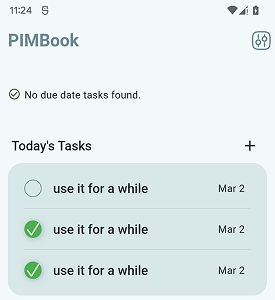 11:24
PIMBook
No due date tasks found.
Today's Tasks
use it for a while Mar 2
use it for a while Mar 2
use it for a while Mar 2